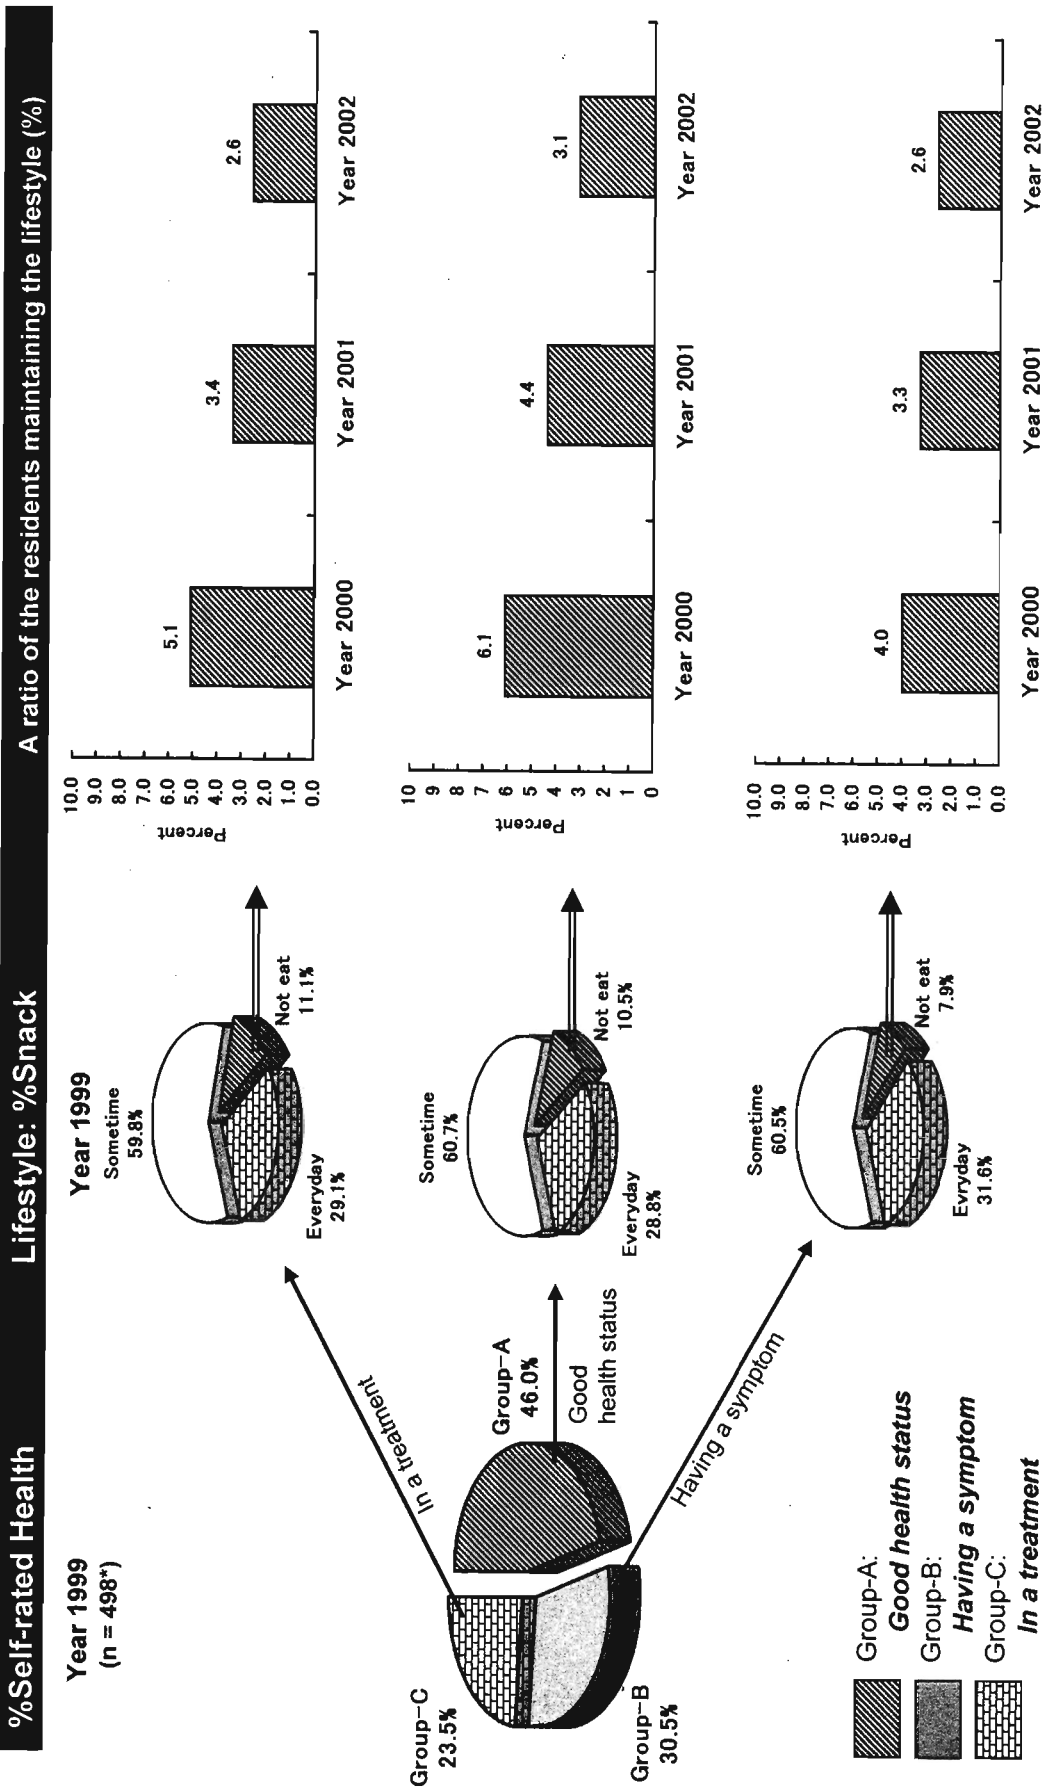 %Self-rated Health
Lifestyle: %Snack
A ratio of the residents maintaining the lifestyle (%)
Year 1999
(n = 498*)
Group-C
23.5%
Group-B
30.5%
Group-A
46.0%
In a treatment
Good
health status
Having a symptom
Group-A:
Good health status
Group-B:
Having a symptom
Group-C:
In a treatment
Year 1999
Sometime
59.8%
Everyday
29.1%
Not eat
11.1%
Percent
10.0
9.0
8.0
7.0
6.0
5.0
4.0
3.0
2.0
1.0
0.0
5.1
3.4
2.6
Year 2000
Year 2001
Year 2002
Sometime
60.7%
Everyday
28.8%
Not eat
10.5%
Percent
10
9
8
7
6
5
4
3
2
1
0
6.1
4.4
3.1
Year 2000
Year 2001
Year 2002
Sometime
60.5%
Evryday
31.6%
Not eat
7.9%
Percent
10.0
9.0
8.0
7.0
6.0
5.0
4.0
3.0
2.0
1.0
0.0
4.0
3.3
2.6
Year 2000
Year 2001
Year 2002